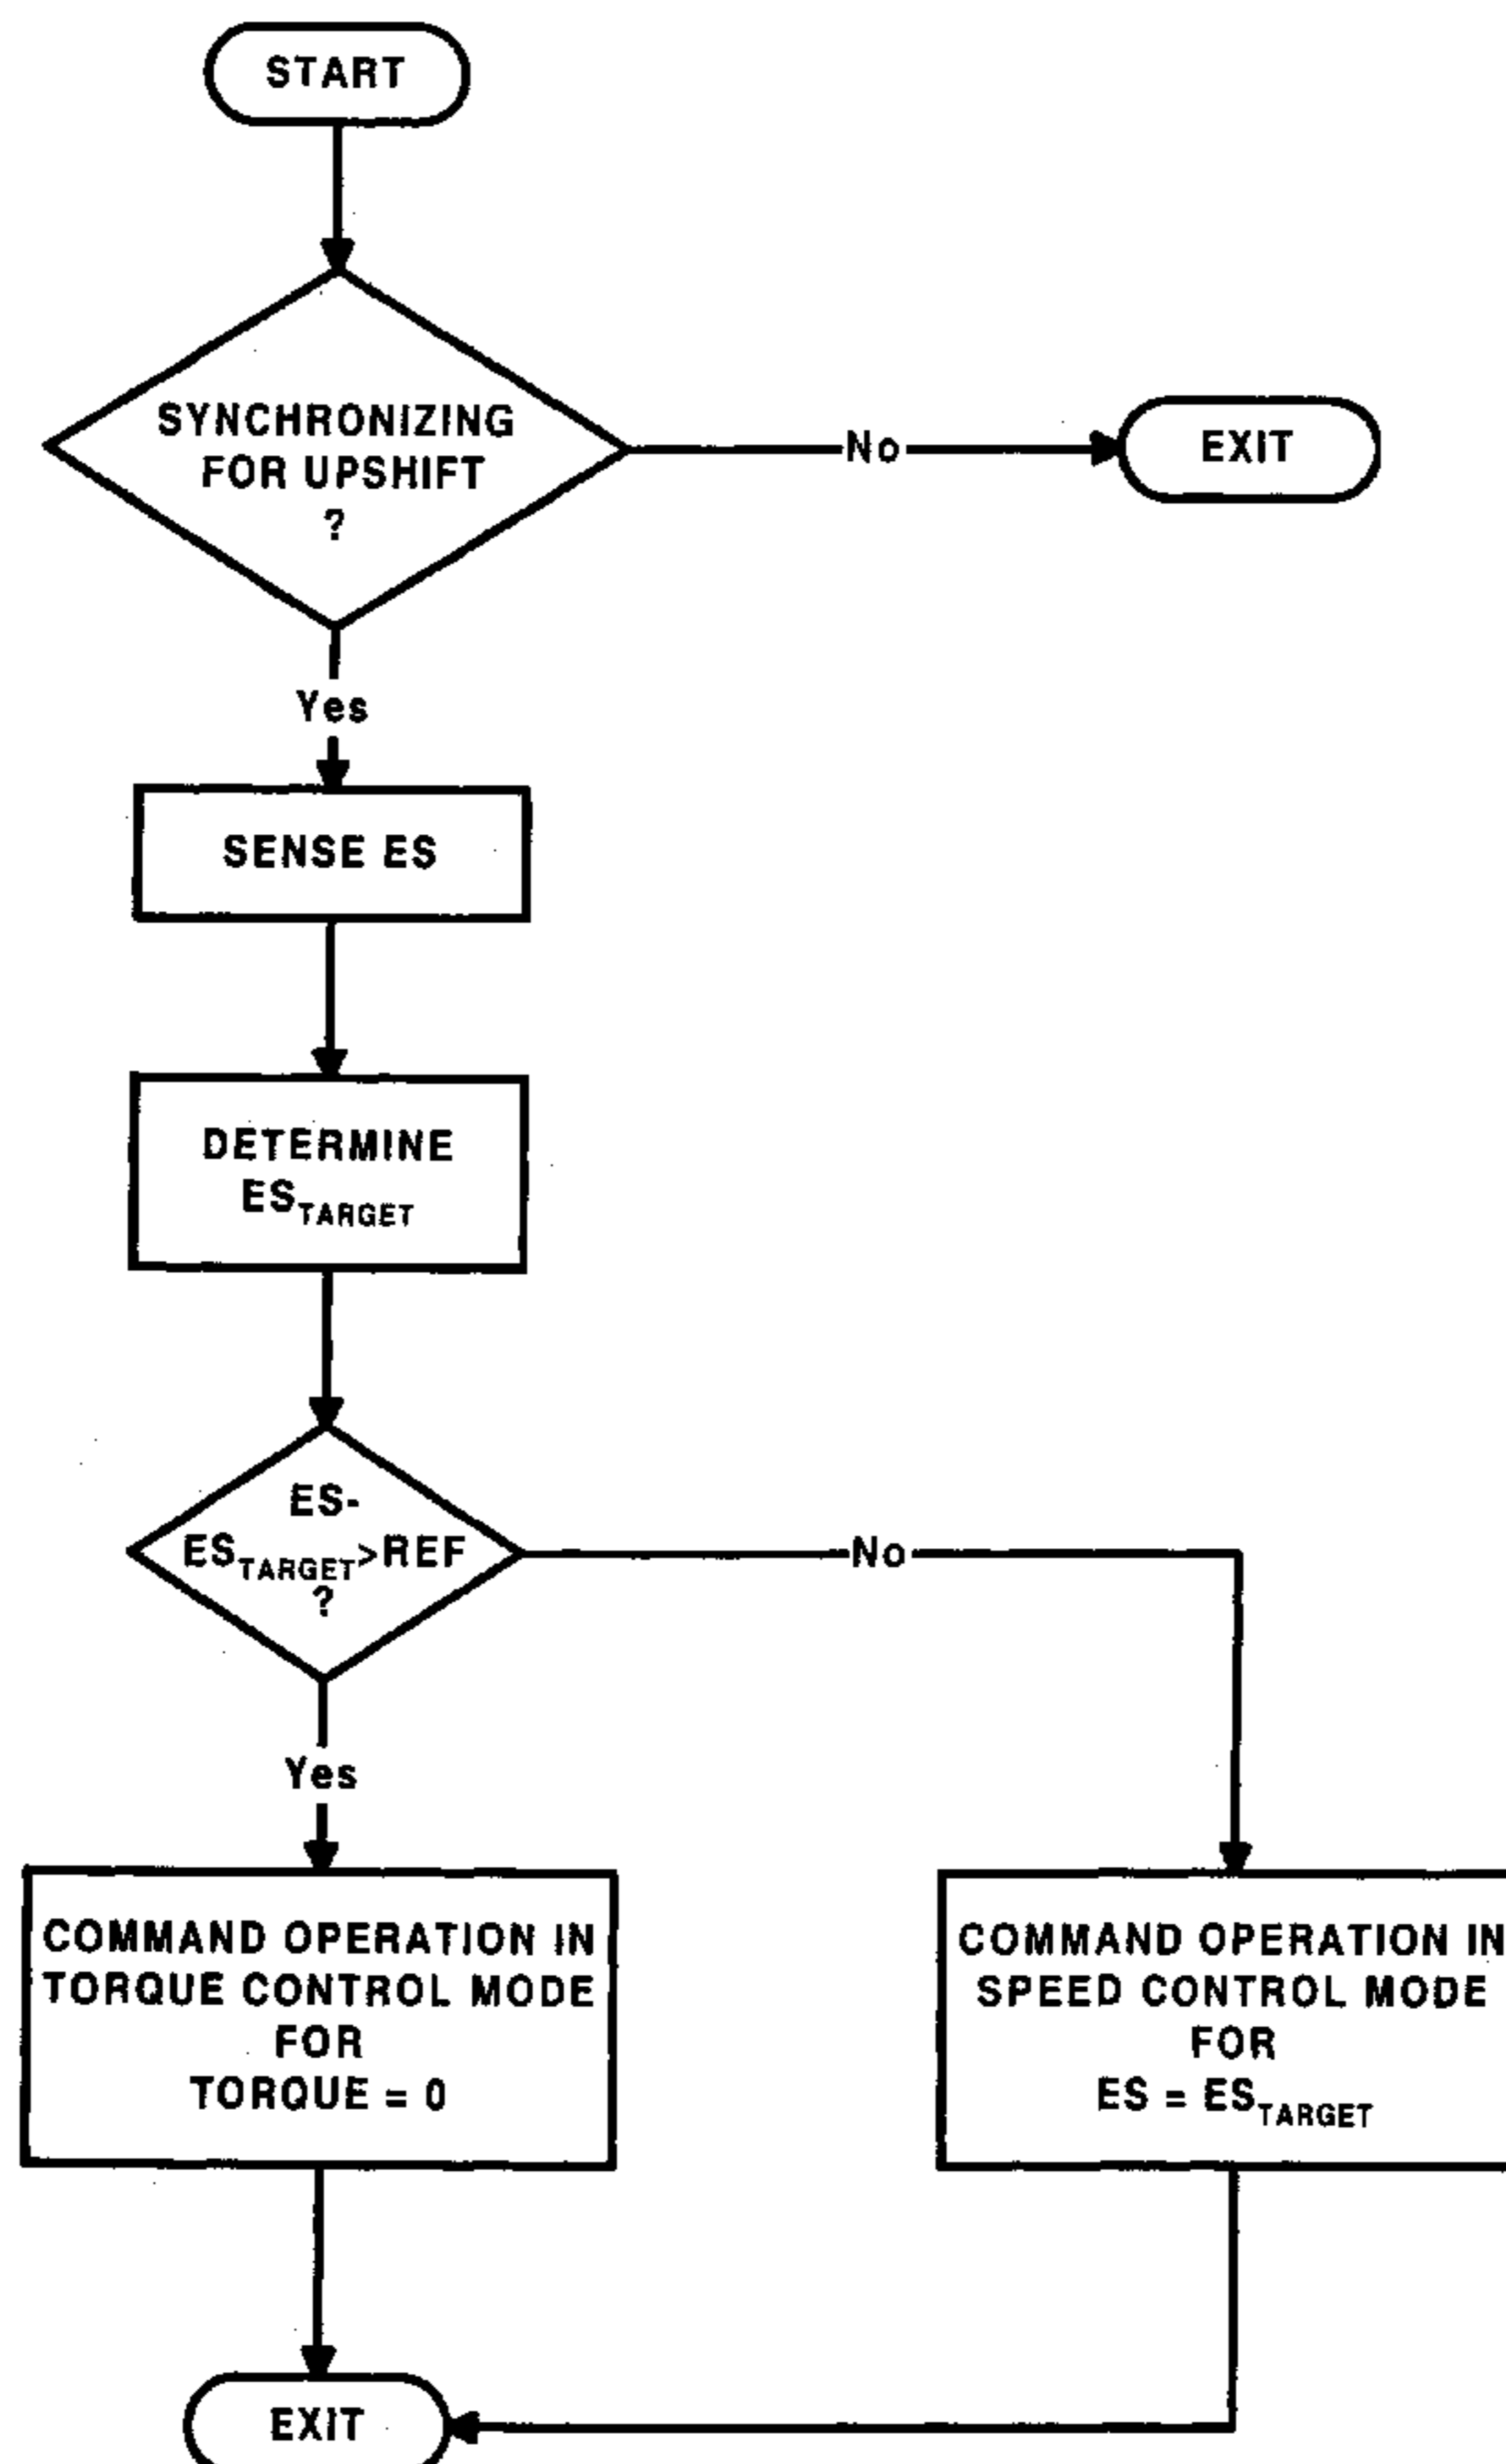 START
SYNCHRONIZING
FOR UPSHIFT
?
No
EXIT
Yes
SENSE ES
DETERMINE
ES_TARGET
ES-
ES_TARGET>REF
?
No
Yes
COMMAND OPERATION IN
TORQUE CONTROL MODE
FOR
TORQUE = 0
COMMAND OPERATION IN
SPEED CONTROL MODE
FOR
ES = ES_TARGET
EXIT